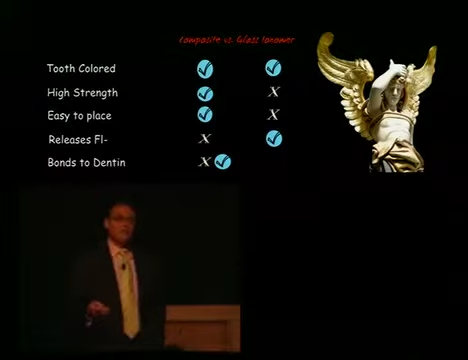 Composite vs. Glass Ionomer
Tooth Colored
High Strength X
Easy to place X
Releases Fl- X
Bonds to Dentin X